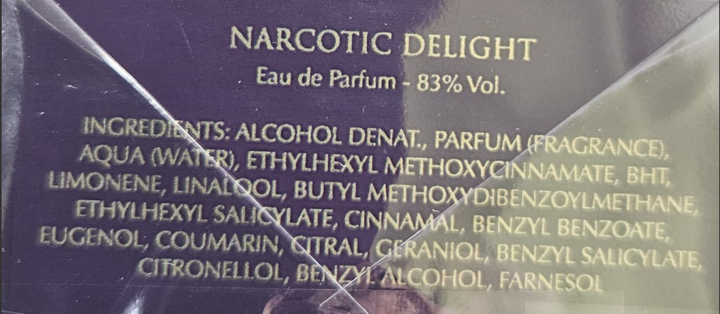 NARCOTIC DELIGHT
Eau de Parfum - 83% Vol.
INGREDIENTS: ALCOHOL DENAT., PARFUM (FRAGRANCE),
AQUA (WATER), ETHYLHEXYL METHOXYCINNAMATE, BHT,
LIMONENE, LINALOOL, BUTYL METHOXYDIBENZOYLMETHANE,
ETHYLHEXYL SALICYLATE, CINNAMAL, BENZYL BENZOATE,
EUGENOL, COUMARIN, CITRAL, GERANIOL, BENZYL SALICYLATE,
CITRONELLOL, BENZYL ALCOHOL, FARNESOL